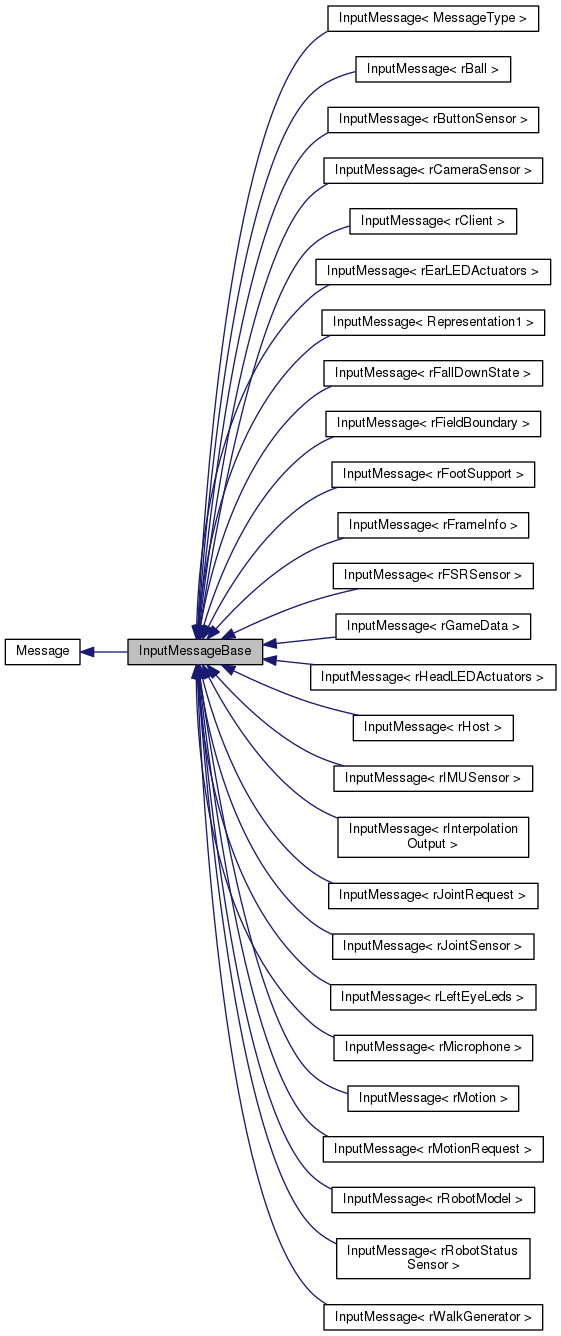 InputMessage< MessageType >
InputMessage< rBall >
InputMessage< rButtonSensor >
InputMessage< rCameraSensor >
InputMessage< rClient >
InputMessage< rEarLEDActuators >
InputMessage< Representation1 >
InputMessage< rFallDownState >
InputMessage< rFieldBoundary >
InputMessage< rFootSupport >
InputMessage< rFrameInfo >
InputMessage< rFSRSensor >
InputMessage< rGameData >
Message
InputMessageBase
InputMessage< rHeadLEDActuators >
InputMessage< rHost >
InputMessage< rIMUSensor >
InputMessage< rInterpolation
Output >
InputMessage< rJointRequest >
InputMessage< rJointSensor >
InputMessage< rLeftEyeLeds >
InputMessage< rMicrophone >
InputMessage< rMotion >
InputMessage< rMotionRequest >
InputMessage< rRobotModel >
InputMessage< rRobotStatus
Sensor >
InputMessage< rWalkGenerator >